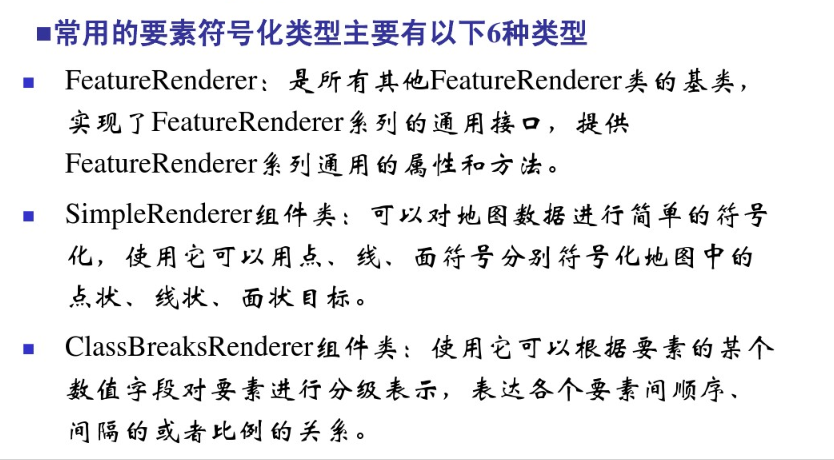 ■常用的要素符号化类型主要有以下6种类型
■ FeatureRenderer：是所有其他FeatureRenderer类的基类，
实现了FeatureRenderer系列的通用接口，提供
FeatureRenderer系列通用的属性和方法。
■ SimpleRenderer组件类：可以对地图数据进行简单的符号
化，使用它可以用点、线、面符号分别符号化地图中的
点状、线状、面状目标。
■ ClassBreaksRenderer组件类：使用它可以根据要素的某个
数值字段对要素进行分级表示，表达各个要素间顺序、
间隔的或者比例的关系。